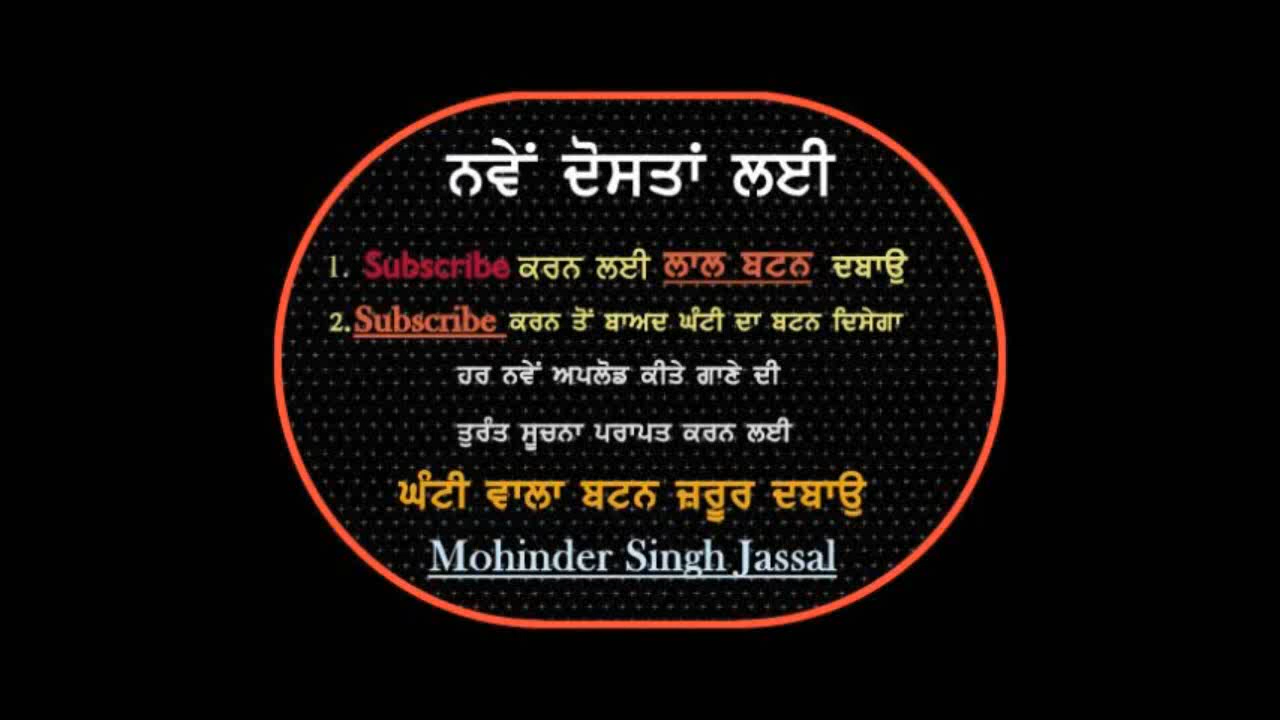 ਨਵੇਂ ਦੋਸਤਾਂ ਲਈ
1. Subscribe ਕਰਨ ਲਈ ਲਾਲ ਬਟਨ ਦਬਾਉ
2. Subscribe ਕਰਨ ਤੋਂ ਬਾਅਦ ਘੰਟੀ ਦਾ ਬਟਨ ਦਿਸੇਗਾ
ਹਰ ਨਵੇਂ ਅਪਲੋਡ ਕੀਤੇ ਗਾਣੇ ਦੀ
ਤੁਰੰਤ ਸੂਚਨਾ ਪਰਾਪਤ ਕਰਨ ਲਈ
ਘੰਟੀ ਵਾਲਾ ਬਟਨ ਜ਼ਰੂਰ ਦਬਾਉ
Mohinder Singh Jassal